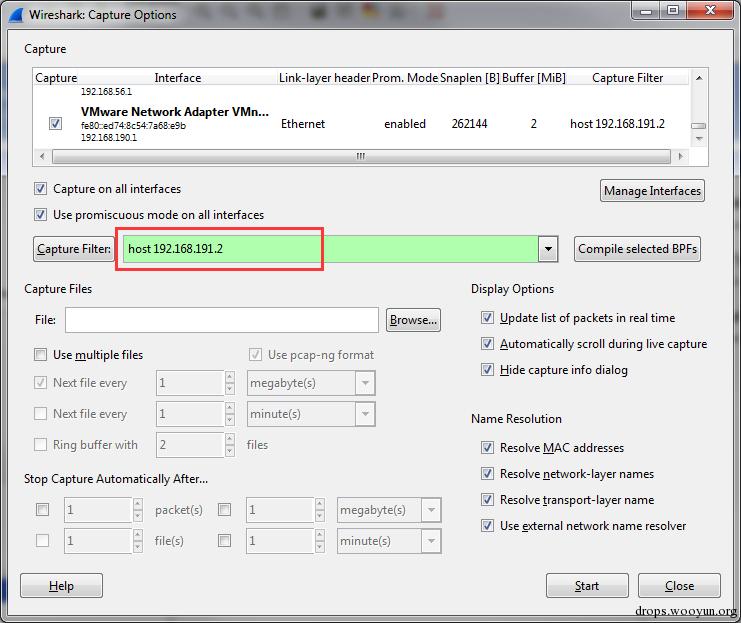 Wireshark: Capture Options
Capture
Capture Interface Link-layer header Prom. Mode Snaplen [B] Buffer [MiB] Capture Filter
192.168.56.1
VMware Network Adapter VMn...
fe80::ed74:8c54:7a68:e9b Ethernet enabled 262144 2 host 192.168.191.2
192.168.190.1
Capture on all interfaces Manage Interfaces
Use promiscuous mode on all interfaces
Capture Filter: host 192.168.191.2 Compile selected BPFs
Capture Files Display Options
File: Browse... Update list of packets in real time
Automatically scroll during live capture
Use multiple files Use pcap-ng format
Hide capture info dialog
Next file every 1 megabyte(s)
Next file every 1 minute(s) Name Resolution
Ring buffer with 2 files Resolve MAC addresses
Stop Capture Automatically After... Resolve network-layer names
1 packet(s) 1 megabyte(s) Resolve transport-layer name
1 file(s) 1 minute(s) Use external network name resolver
Help Start Close
drops.wooyun.org